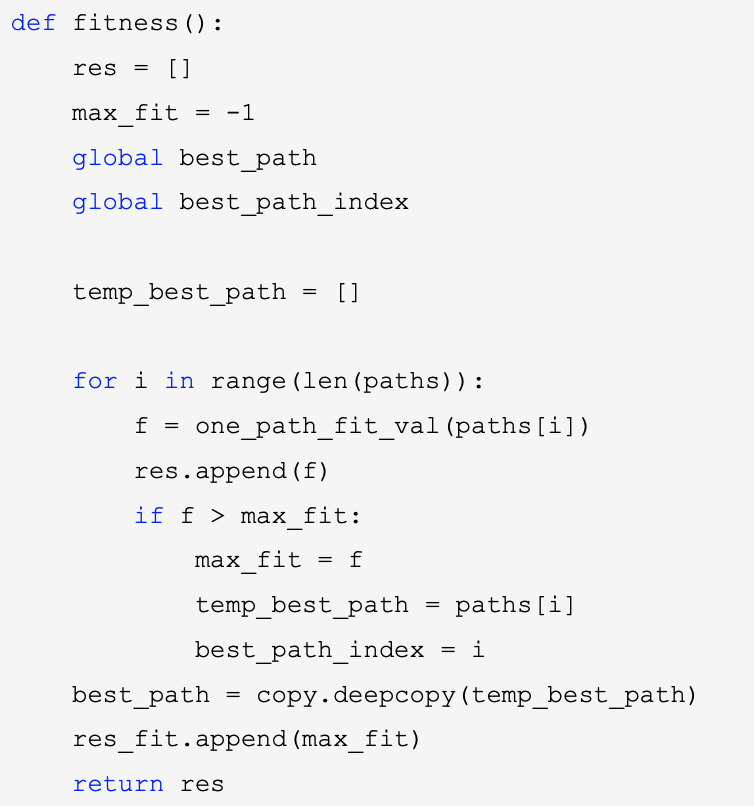 def fitness():
    res = []
    max_fit = -1
    global best_path
    global best_path_index

    temp_best_path = []

    for i in range(len(paths)):
        f = one_path_fit_val(paths[i])
        res.append(f)
        if f > max_fit:
            max_fit = f
            temp_best_path = paths[i]
            best_path_index = i
    best_path = copy.deepcopy(temp_best_path)
    res_fit.append(max_fit)
    return res